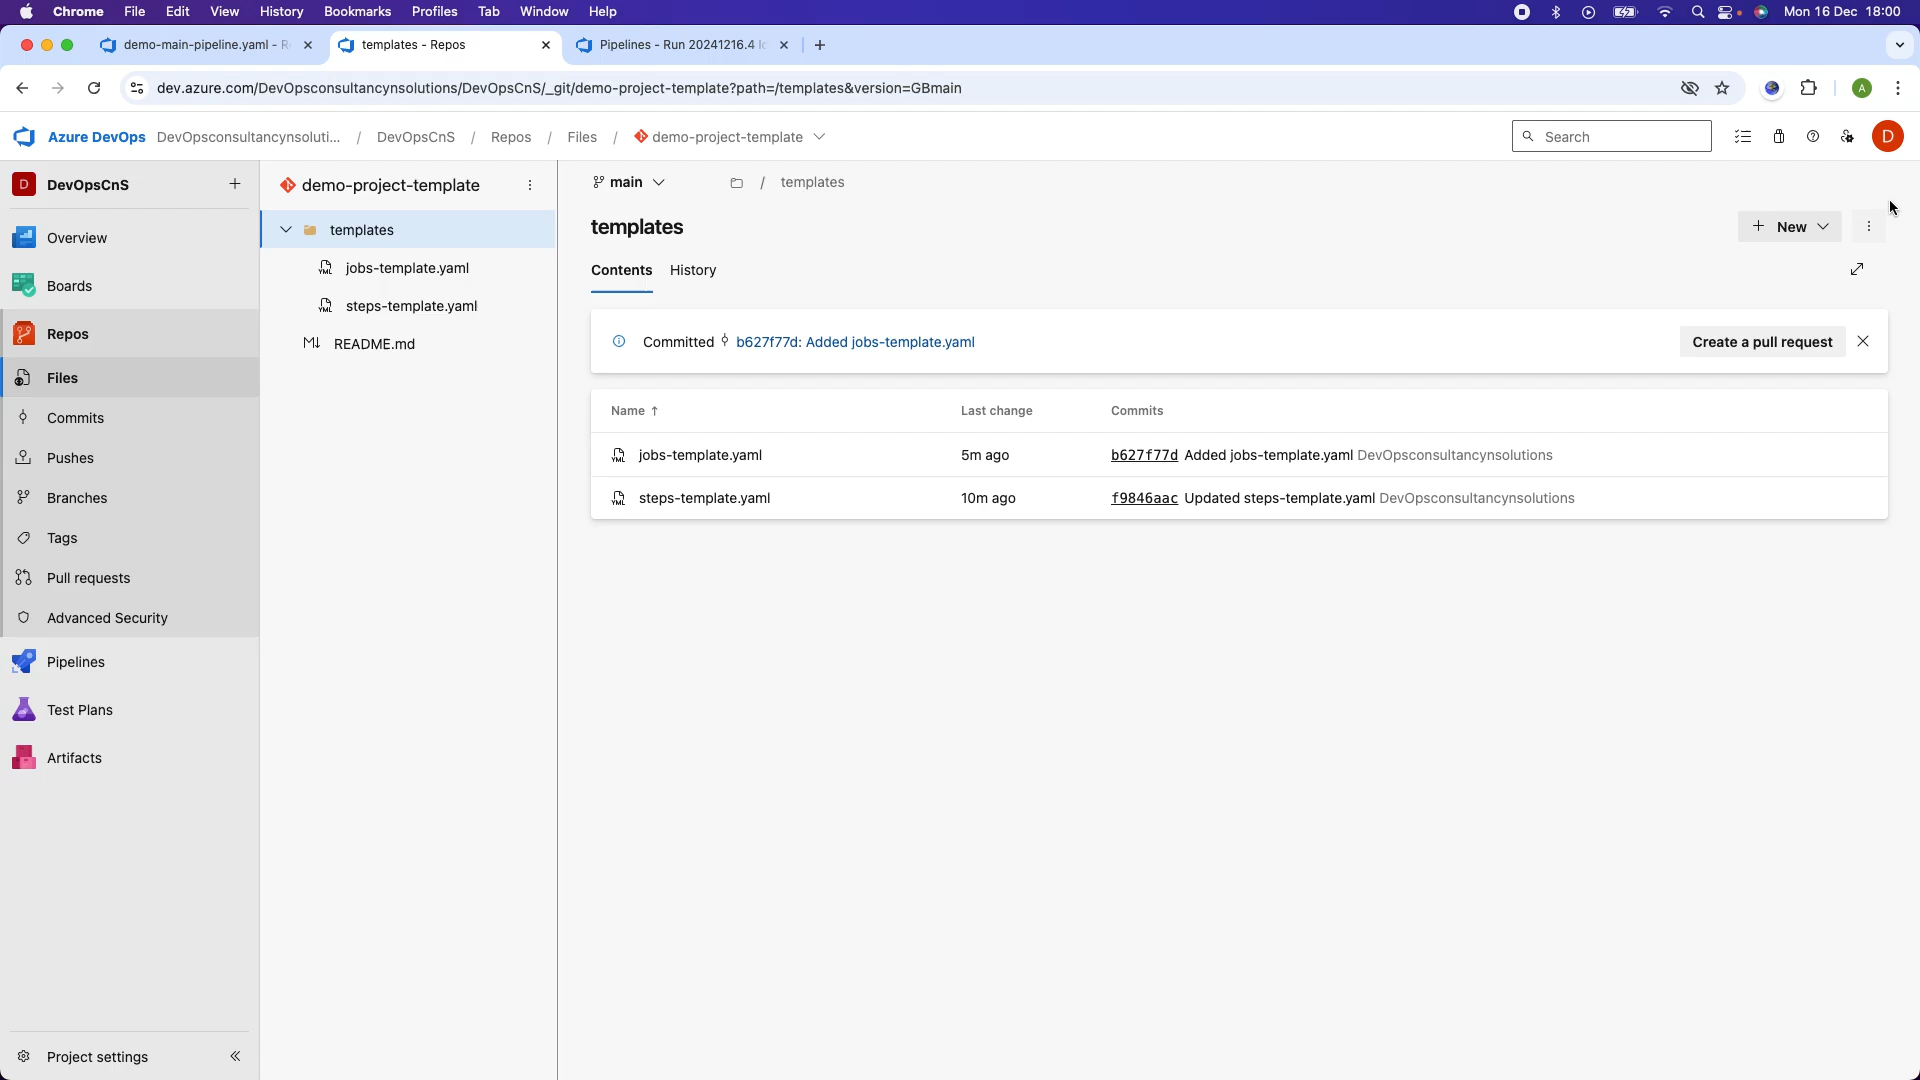 Chrome File Edit View History Bookmarks Profiles Tab Window Help Mon 16 Dec 18:00
demo-main-pipeline.yaml - R templates - Repos Pipelines - Run 20241216.4
dev.azure.com/DevOpsconsultancynsolutions/DevOpsCnS/_git/demo-project-template?path=/templates&version=GBmain A
Azure DevOps DevOpsconsultancynsoluti... / DevOpsCnS / Repos / Files / demo-project-template Search D
D DevOpsCnS
Overview
Boards
Repos
Files
Commits
Pushes
Branches
Tags
Pull requests
Advanced Security
Pipelines
Test Plans
Artifacts
Project settings
demo-project-template
templates
YML jobs-template.yaml
YML steps-template.yaml
M↓ README.md
main / templates
templates
New
Contents History
Committed b627f77d: Added jobs-template.yaml Create a pull request
Name ↑ Last change Commits
YML jobs-template.yaml 5m ago b627f77d Added jobs-template.yaml DevOpsconsultancynsolutions
YML steps-template.yaml 10m ago f9846aac Updated steps-template.yaml DevOpsconsultancynsolutions